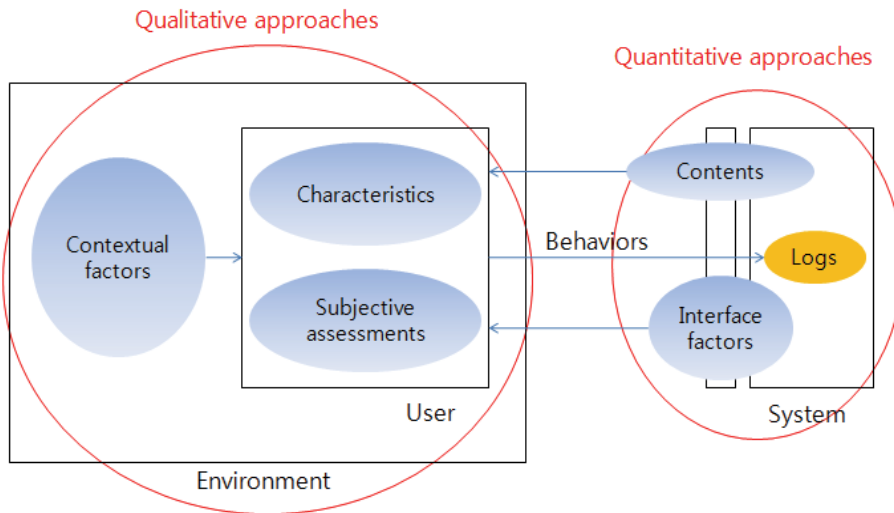 Qualitative approaches
Quantitative approaches
Contextual
factors
Characteristics
Subjective
assessments
User
Environment
Behaviors
Contents
Logs
Interface
factors
System